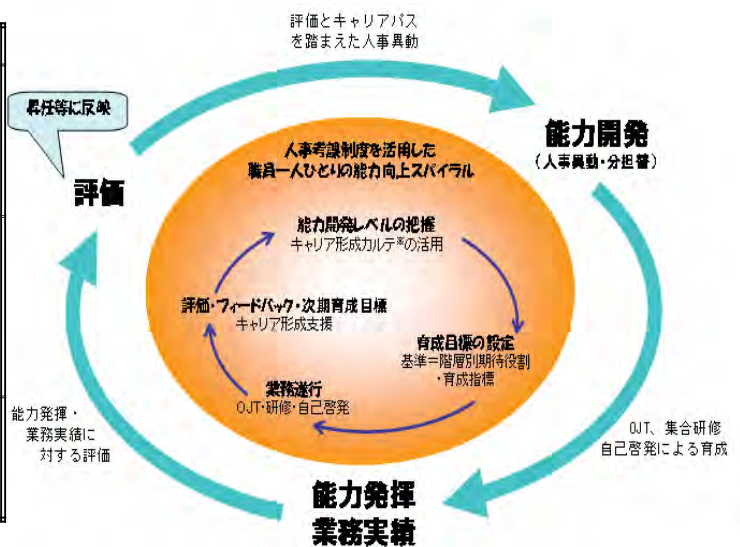 評価とキャリアパス
を踏まえた人事異動
昇任等に反映
能力開発
(人事異動・分担替)
評価
人事考課制度を活用した
職員一人ひとりの能力向上スパイラル
能力開発レベルの把握
キャリア形成カルテ※の活用
評価・フィードバック・次期育成目標
キャリア形成支援
育成目標の設定
基準＝階層別期待役割
・育成指標
業務遂行
OJT・研修・自己啓発
能力発揮・
業務実績に
対する評価
OJT、集合研修
自己啓発による育成
能力発揮
業務実績